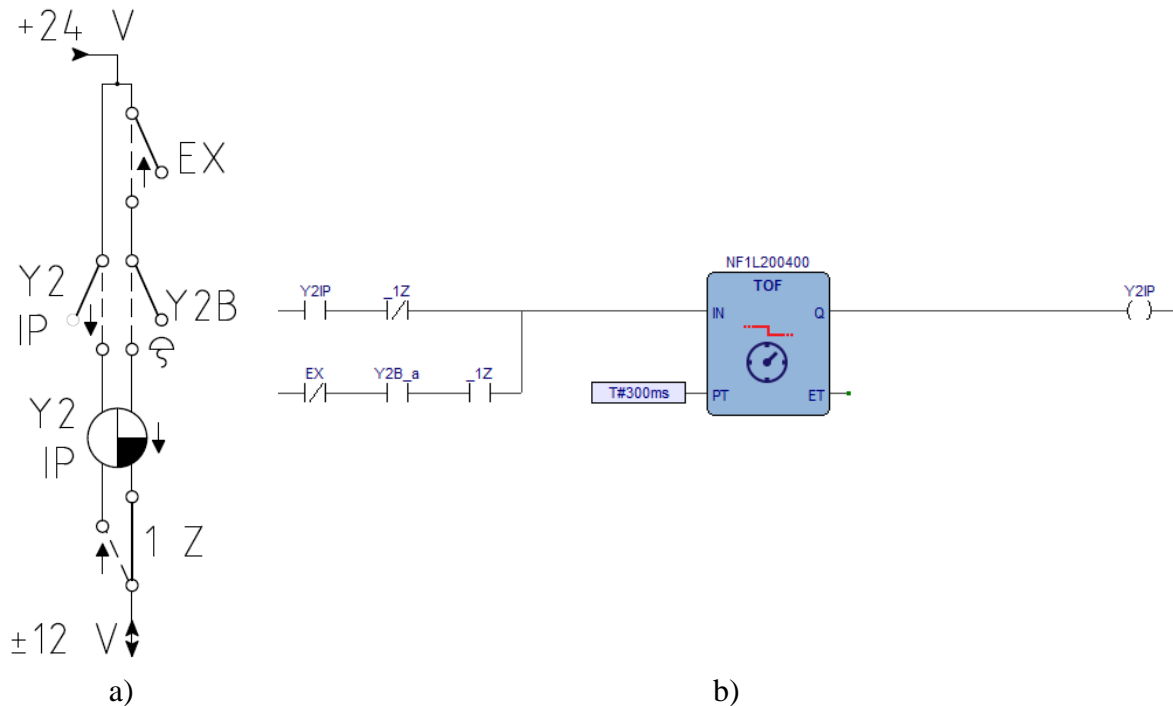 +24 V
EX
Y2
IP
Y2B
Y2
IP
1 Z
±12 V
a)
NF1L200400
TOF
Y2IP
_1Z
IN
Q
Y2IP
EX
Y2B_a
_1Z
T#300ms
PT
ET
b)